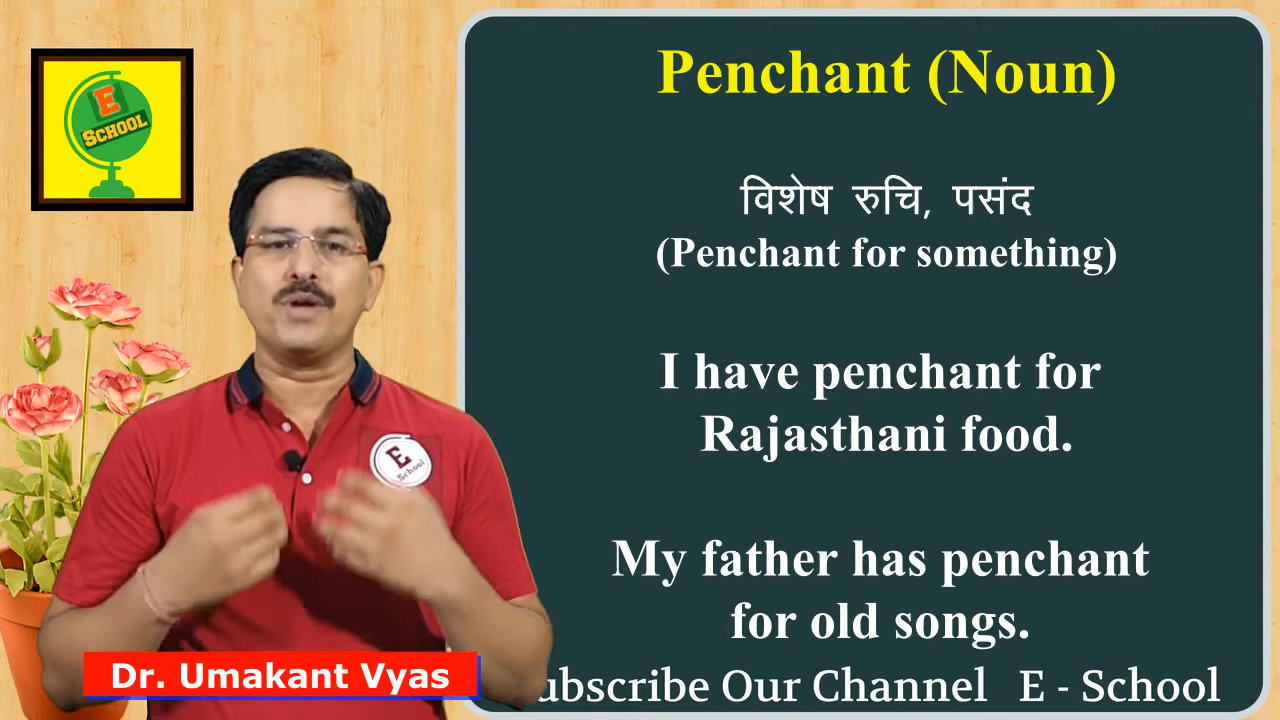 E
SCHOOL
Penchant (Noun)
विशेष रुचि, पसंद
(Penchant for something)
I have penchant for
Rajasthani food.
My father has penchant
for old songs.
E
School
Dr. Umakant Vyas
ubscribe Our Channel E - School